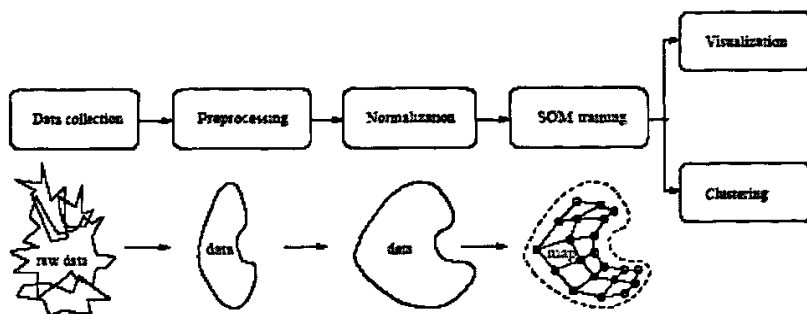 Visualization
Data collection
Preprocessing
Normalization
SOM training
Clustering
raw data
data
data
map